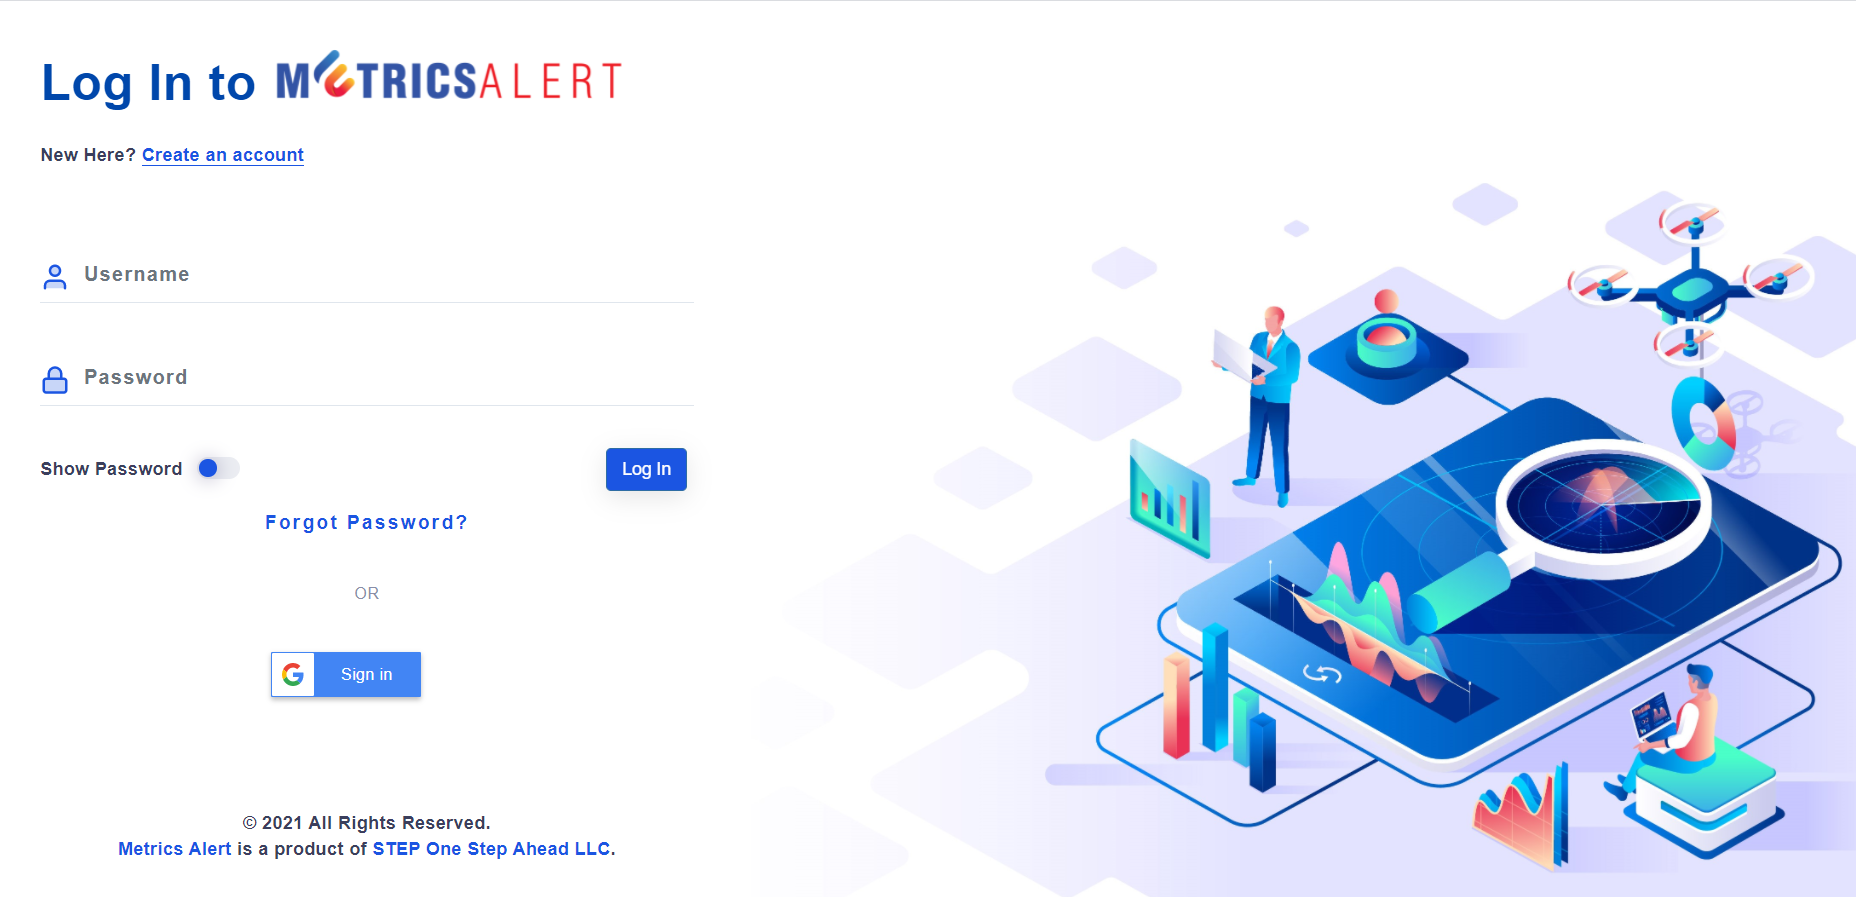 Log In to METRICSALERT
New Here? Create an account
Username
Password
Show Password
Log In
Forgot Password?
OR
Sign in
© 2021 All Rights Reserved.
Metrics Alert is a product of STEP One Step Ahead LLC.